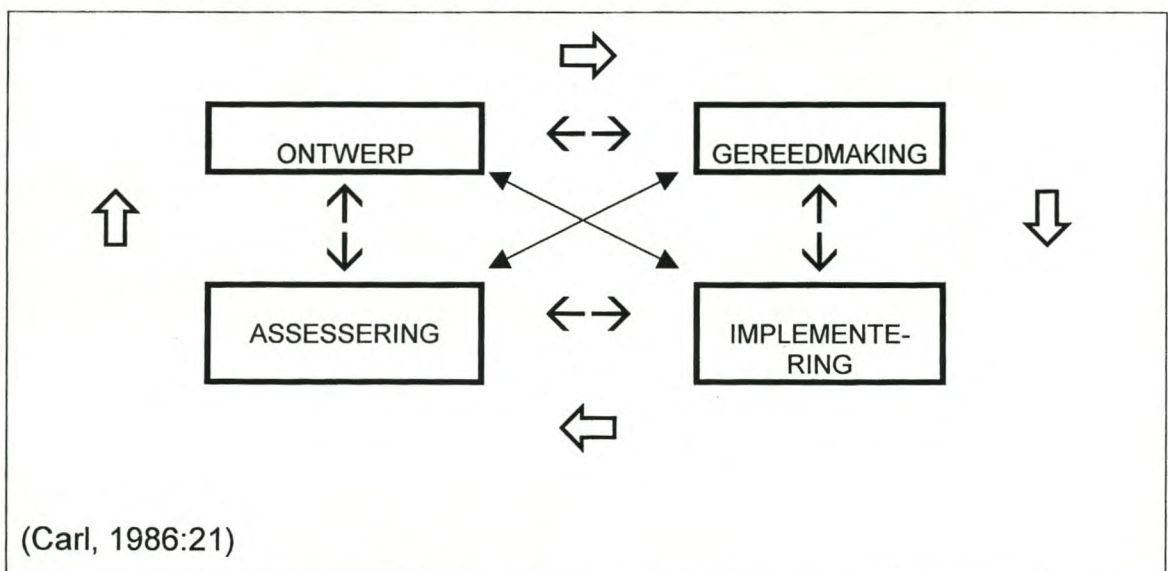 ONTWERP
GEREEDMAKING
ASSESSERING
IMPLEMENTE-
RING
(Carl, 1986:21)